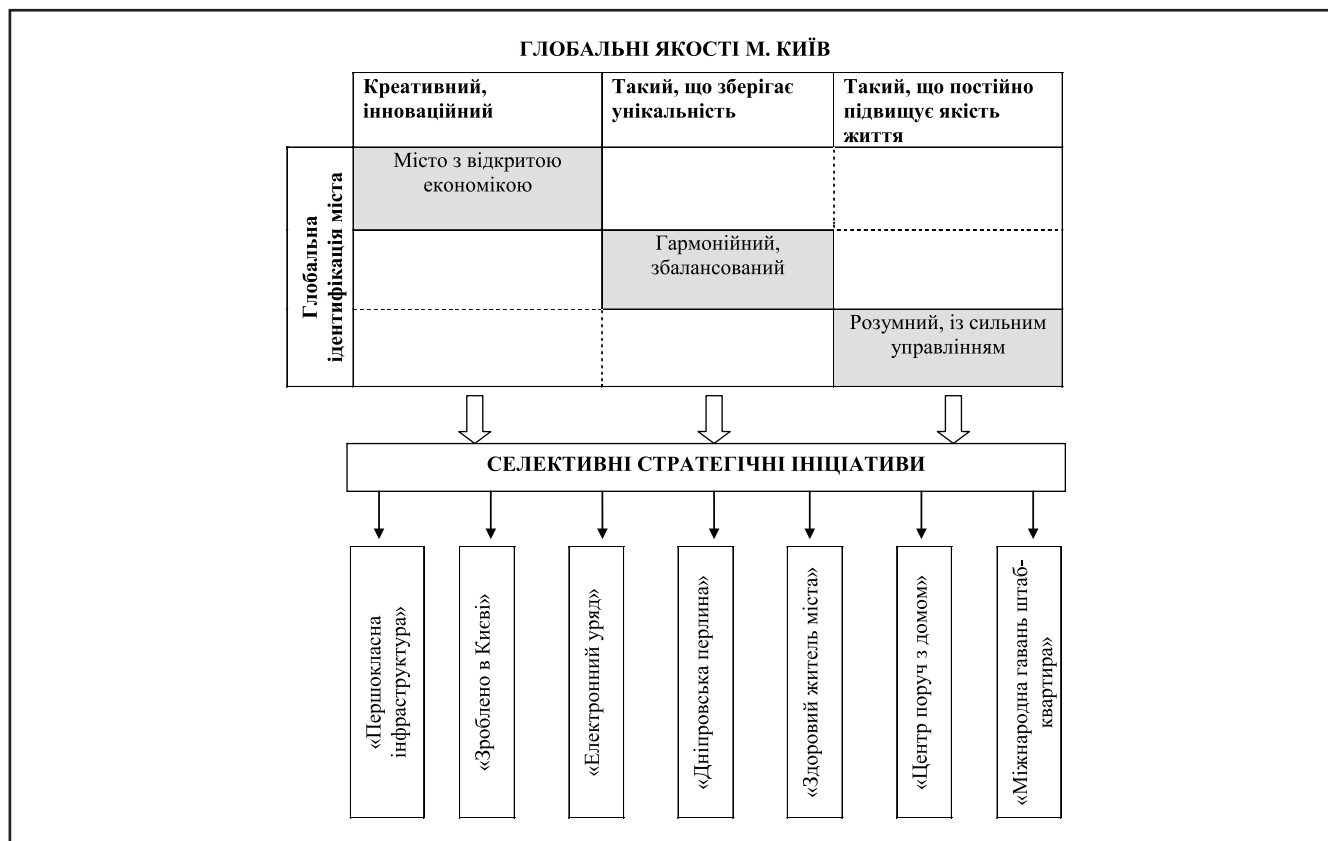 ГЛОБАЛЬНІ ЯКОСТІ М. КИЇВ
Креативний,
інноваційний
Такий, що зберігає
унікальність
Такий, що постійно
підвищує якість
життя
Глобальна
ідентифікація міста
Місто з відкритою
економікою
Гармонійний,
збалансований
Розумний, із сильним
управлінням
СЕЛЕКТИВНІ СТРАТЕГІЧНІ ІНІЦІАТИВИ
«Першокласна
інфраструктура»
«Зроблено в Києві»
«Електронний уряд»
«Дніпровська перлина»
«Здоровий житель міста»
«Центр поруч з домом»
«Міжнародна гавань штаб-
квартира»